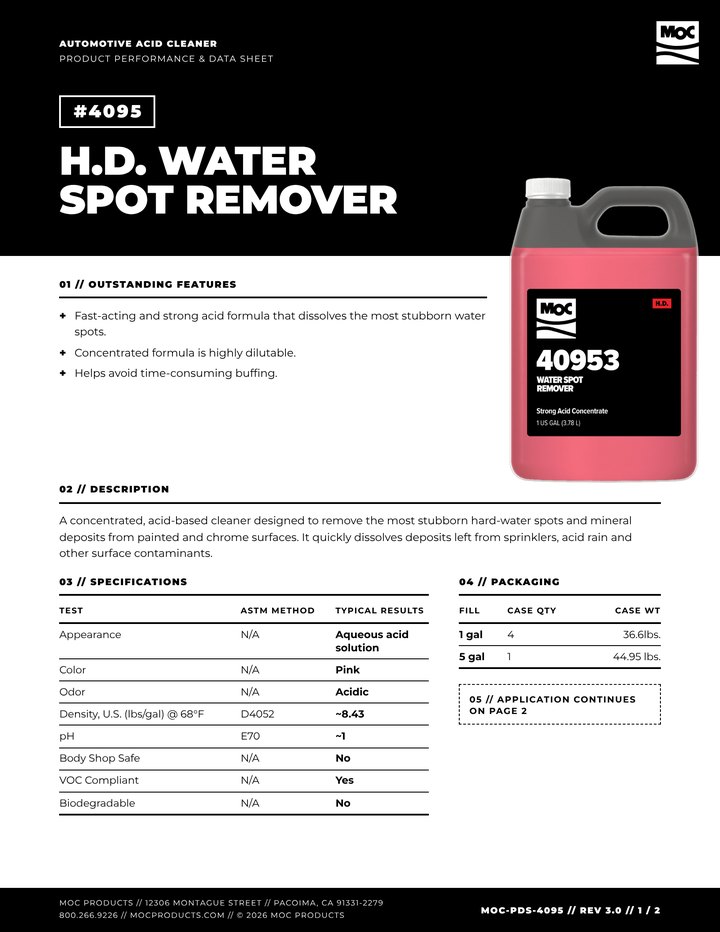 AUTOMOTIVE ACID CLEANER
PRODUCT PERFORMANCE & DATA SHEET
MOC
#4095
H.D. WATER
SPOT REMOVER
01 // OUTSTANDING FEATURES
+ Fast-acting and strong acid formula that dissolves the most stubborn water
spots.
+ Concentrated formula is highly dilutable.
+ Helps avoid time-consuming buffing.
MOC
H.D.
40953
WATER SPOT
REMOVER
Strong Acid Concentrate
1 US GAL (3.78 L)
02 // DESCRIPTION
A concentrated, acid-based cleaner designed to remove the most stubborn hard-water spots and mineral
deposits from painted and chrome surfaces. It quickly dissolves deposits left from sprinklers, acid rain and
other surface contaminants.
03 // SPECIFICATIONS
TEST ASTM METHOD TYPICAL RESULTS
Appearance N/A Aqueous acid
solution
Color N/A Pink
Odor N/A Acidic
Density, U.S. (lbs/gal) @ 68°F D4052 ~8.43
pH E70 ~1
Body Shop Safe N/A No
VOC Compliant N/A Yes
Biodegradable N/A No
04 // PACKAGING
FILL CASE QTY CASE WT
1 gal 4 36.6lbs.
5 gal 1 44.95 lbs.
05 // APPLICATION CONTINUES
ON PAGE 2
MOC PRODUCTS // 12306 MONTAGUE STREET // PACOIMA, CA 91331-2279
800.266.9226 // MOCPRODUCTS.COM // © 2026 MOC PRODUCTS
MOC-PDS-4095 // REV 3.0 // 1 / 2